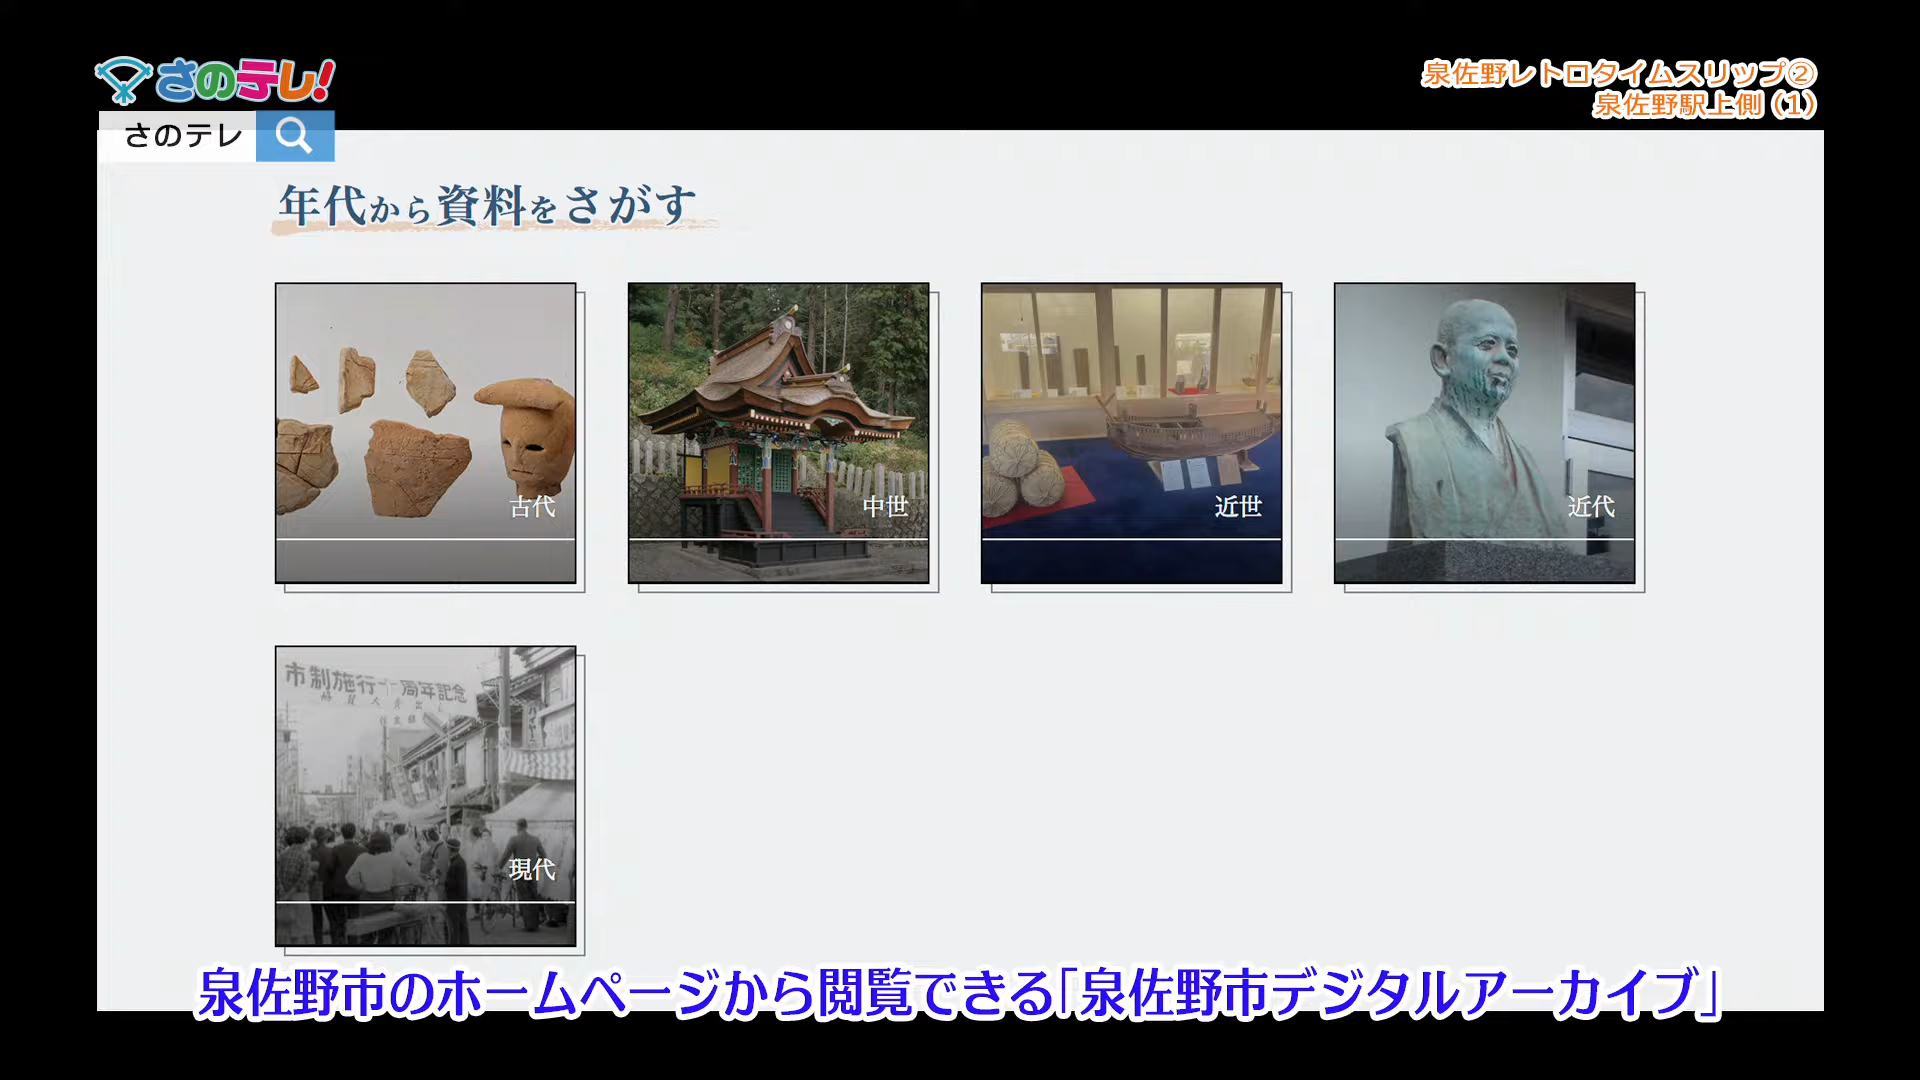 さのテレ!
さのテレ
泉佐野レトロタイムスリップ②
泉佐野駅上側 (1)
年代から資料をさがす
古代
中世
近世
近代
市制施行十一周年記念
現代
泉佐野市のホームページから閲覧できる「泉佐野市デジタルアーカイブ」